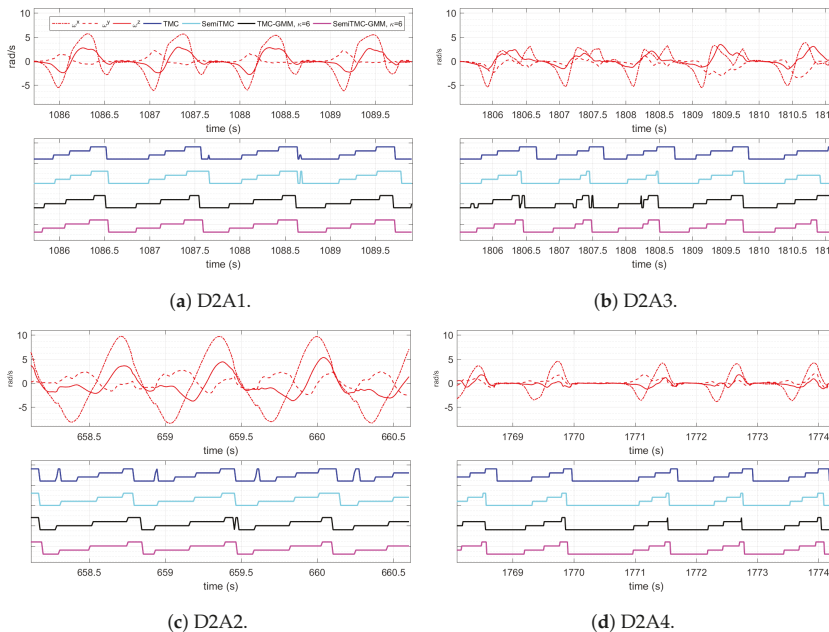 ω^x ω^y ω^z TMC SemiTMC TMC-GMM, κ=6 SemiTMC-GMM, κ=6
rad/s
10
5
0
-5
1086 1086.5 1087 1087.5 1088 1088.5 1089 1089.5
time (s)
1086 1086.5 1087 1087.5 1088 1088.5 1089 1089.5
time (s)
(a) D2A1.
rad/s
10
5
0
-5
1806 1806.5 1807 1807.5 1808 1808.5 1809 1809.5 1810 1810.5 181
time (s)
1806 1806.5 1807 1807.5 1808 1808.5 1809 1809.5 1810 1810.5 181
time (s)
(b) D2A3.
rad/s
10
5
0
-5
658.5 659 659.5 660 660.5
time (s)
658.5 659 659.5 660 660.5
time (s)
(c) D2A2.
rad/s
10
5
0
-5
1769 1770 1771 1772 1773 1774
time (s)
1769 1770 1771 1772 1773 1774
time (s)
(d) D2A4.